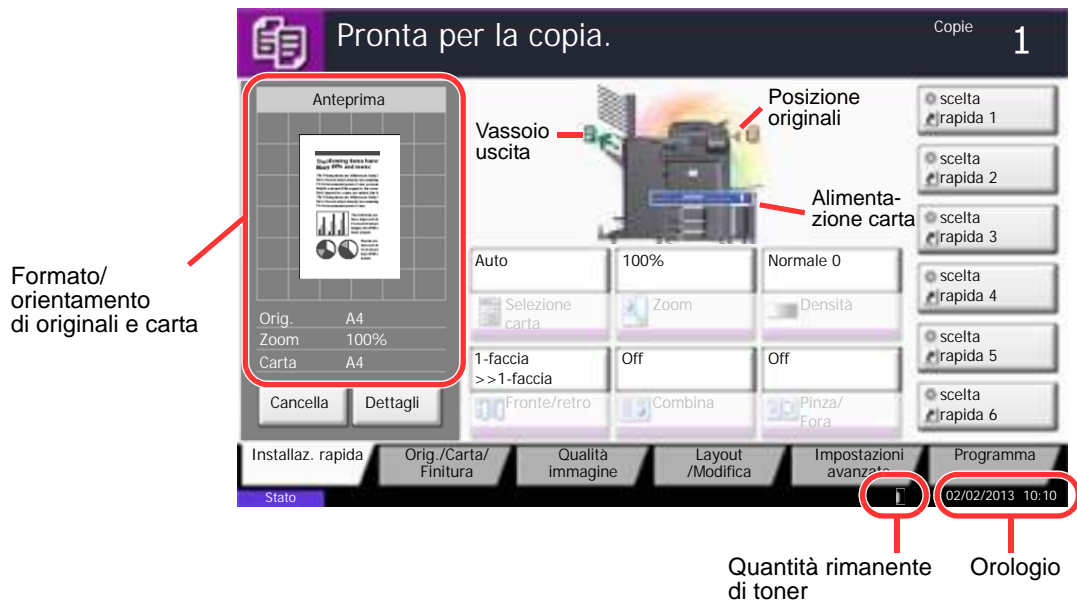 Pronta per la copia.
Copie
1
Anteprima
Orig. A4
Zoom 100%
Carta A4
Cancella
Dettagli
Formato/
orientamento
di originali e carta
Vassoio
uscita
Posizione
originali
Alimenta-
zione carta
1
Auto
Selezione
carta
100%
Zoom
Normale 0
Densità
1-faccia
>>1-faccia
Fronte/retro
Off
Combina
Off
Pinza/
Fora
scelta
rapida 1
scelta
rapida 2
scelta
rapida 3
scelta
rapida 4
scelta
rapida 5
scelta
rapida 6
Installaz. rapida
Orig./Carta/
Finitura
Qualità
immagine
Layout
/Modifica
Impostazioni
avanzate
Programma
Stato
02/02/2013 10:10
Quantità rimanente
di toner
Orologio